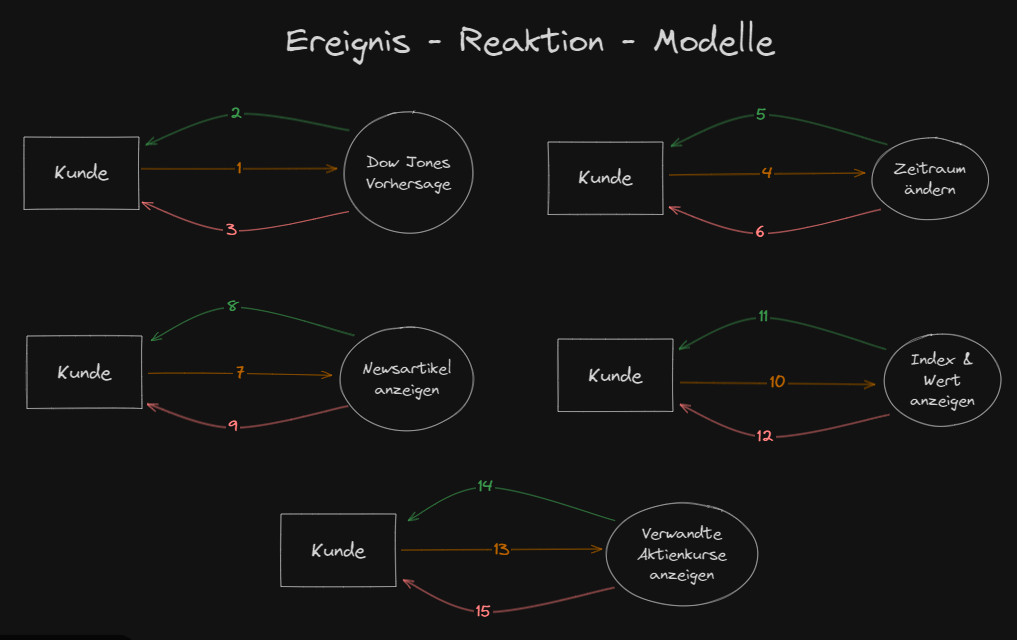 Ereignis - Reaktion - Modelle
2
Kunde
1
Dow Jones
Vorhersage
3
5
Kunde
4
Zeitraum
ändern
6
8
Kunde
7
Newsartikel
anzeigen
9
11
Kunde
10
Index &
Wert
anzeigen
12
14
Kunde
13
Verwandte
Aktienkurse
anzeigen
15